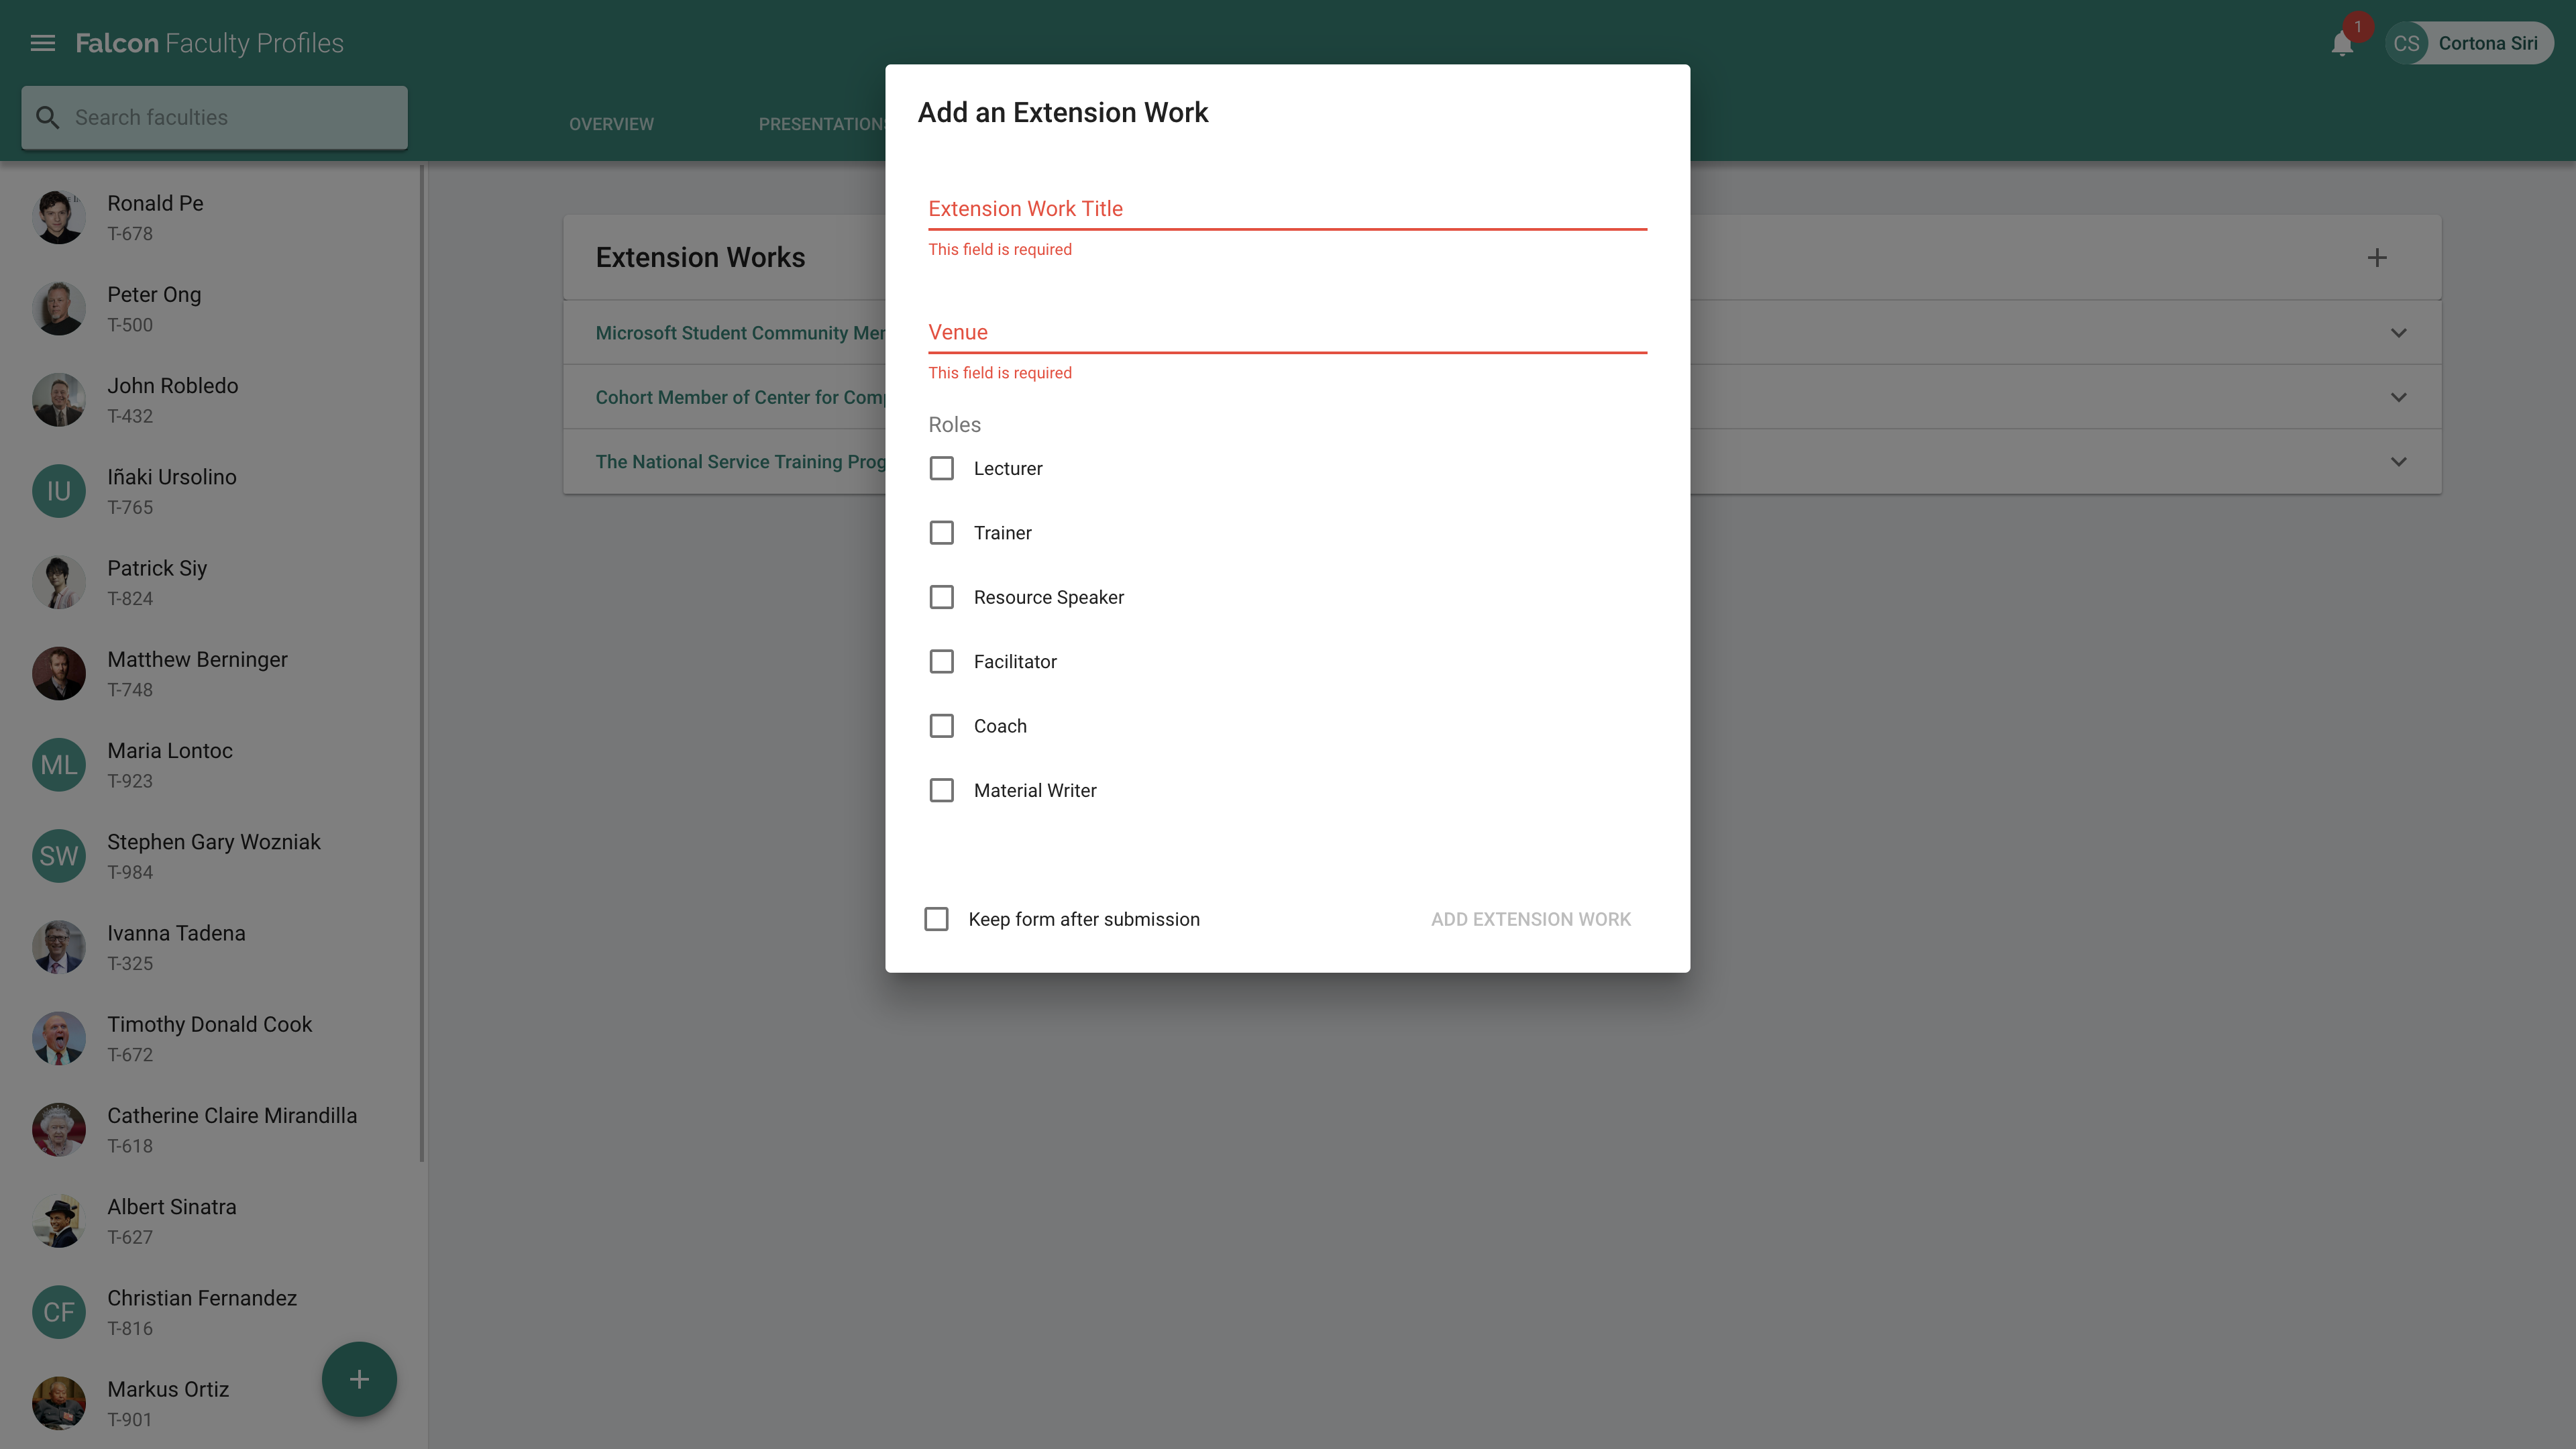 Falcon Faculty Profiles
1
CS Cortona Siri
Search faculties
OVERVIEW
Ronald Pe
T-678
Peter Ong
T-500
John Robledo
T-432
IU
Iñaki Ursolino
T-765
Patrick Siy
T-824
Matthew Berninger
T-748
ML
Maria Lontoc
T-923
SW
Stephen Gary Wozniak
T-984
Ivanna Tadena
T-325
Timothy Donald Cook
T-672
Catherine Claire Mirandilla
T-618
Albert Sinatra
T-627
CF
Christian Fernandez
T-816
Markus Ortiz
T-901
Extension Works
Microsoft Student Community
Cohort Member of Center for
The National Service Training
Add an Extension Work
Extension Work Title
This field is required
Venue
This field is required
Roles
Lecturer
Trainer
Resource Speaker
Facilitator
Coach
Material Writer
Keep form after submission
ADD EXTENSION WORK